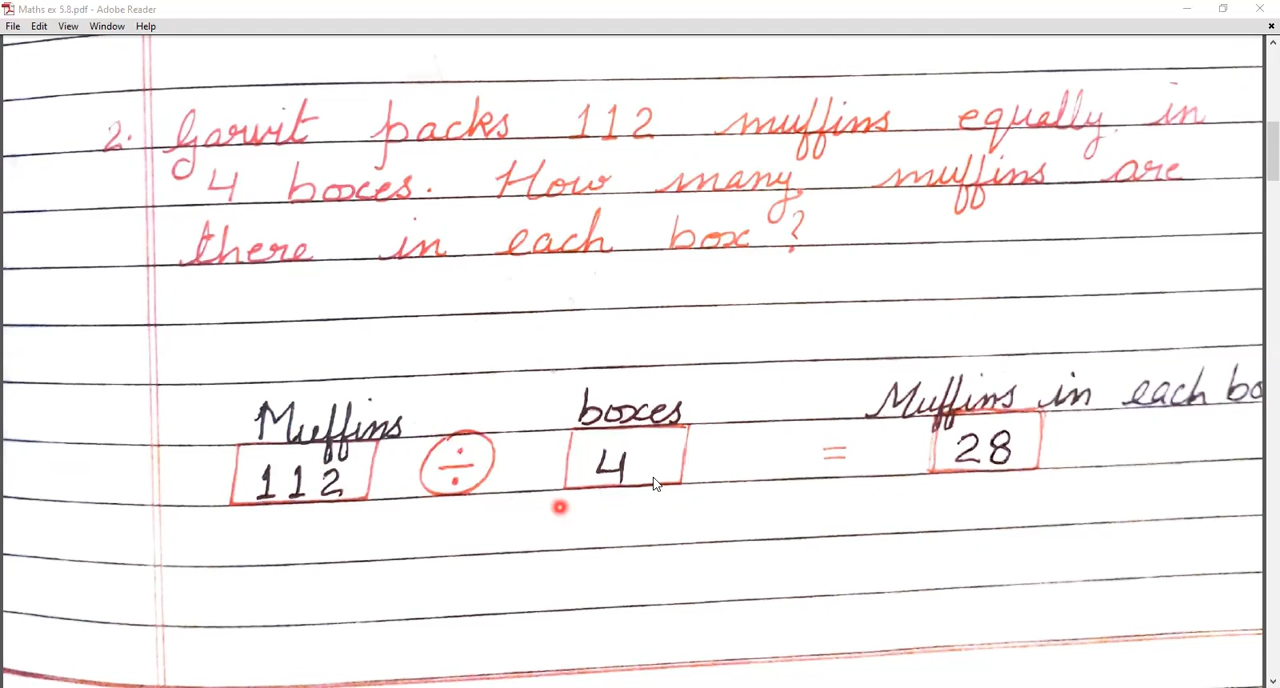 Maths ex 5.8.pdf - Adobe Reader
File Edit View Window Help
2. Garwit packs 112 muffins equally in
4 boxes. How many muffins are
there in each box?
Muffins boxes Muffins in each bo
112 ÷ 4 = 28